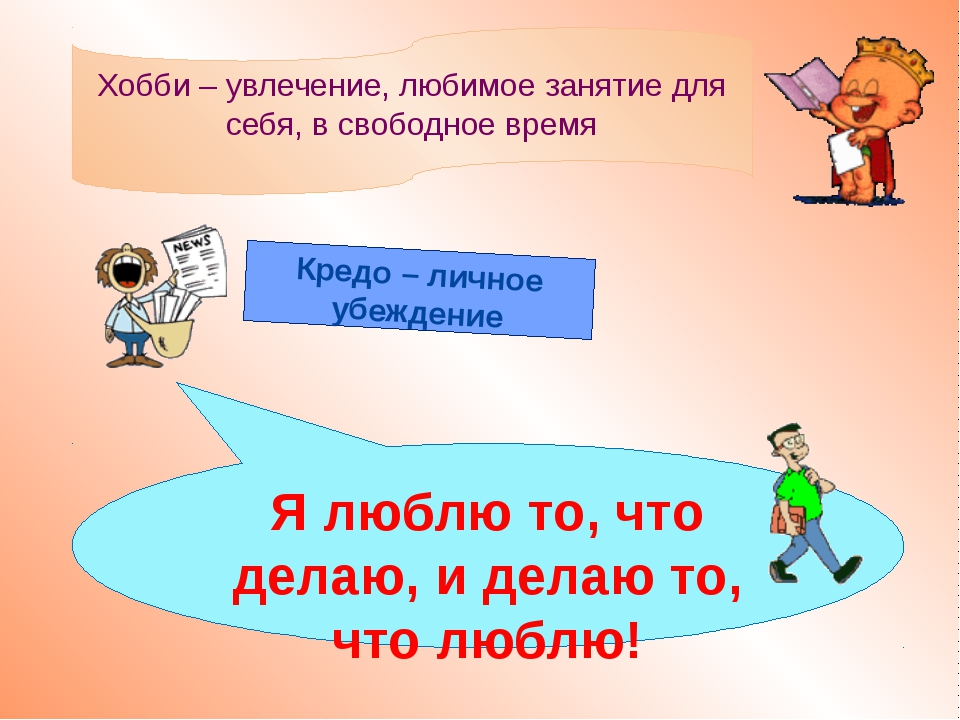 Хобби – увлечение, любимое занятие для
себя, в свободное время
NEWS
Кредо – личное
убеждение
Я люблю то, что
делаю, и делаю то,
что люблю!